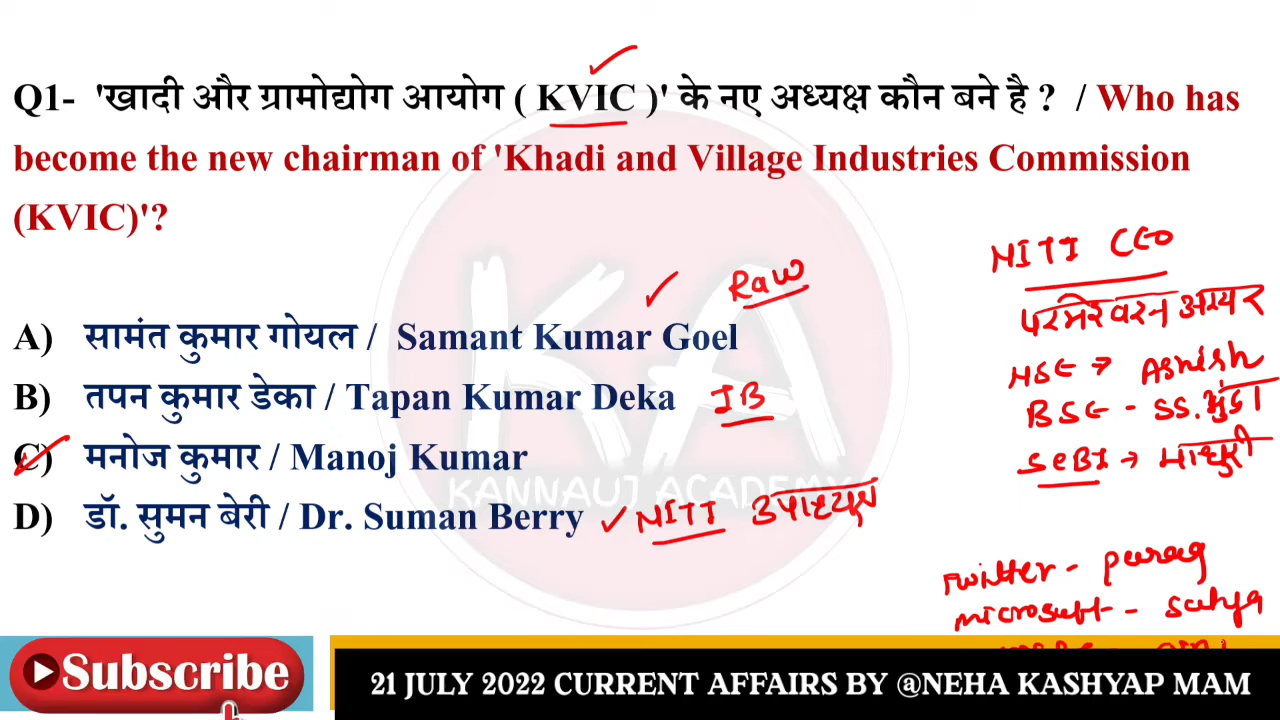 Q1- 'खादी और ग्रामोद्योग आयोग ( KVIC )' के नए अध्यक्ष कौन बने है ? / Who has
become the new chairman of 'Khadi and Village Industries Commission
(KVIC)'?
A) सामंत कुमार गोयल / Samant Kumar Goel
Raw
B) तपन कुमार डेका / Tapan Kumar Deka
IB
C) मनोज कुमार / Manoj Kumar
D) डॉ. सुमन बेरी / Dr. Suman Berry
NITI उपाध्यक्ष
NITI CEO
परमेश्वरन अय्यर
NSE → Ashish
BSE - SS. मुंद्रा
SEBI → माधुरी
Twitter - parag
microsoft - Satya
KA
KANNAUJ ACADEMY
Subscribe
21 JULY 2022 CURRENT AFFAIRS BY @NEHA KASHYAP MAM